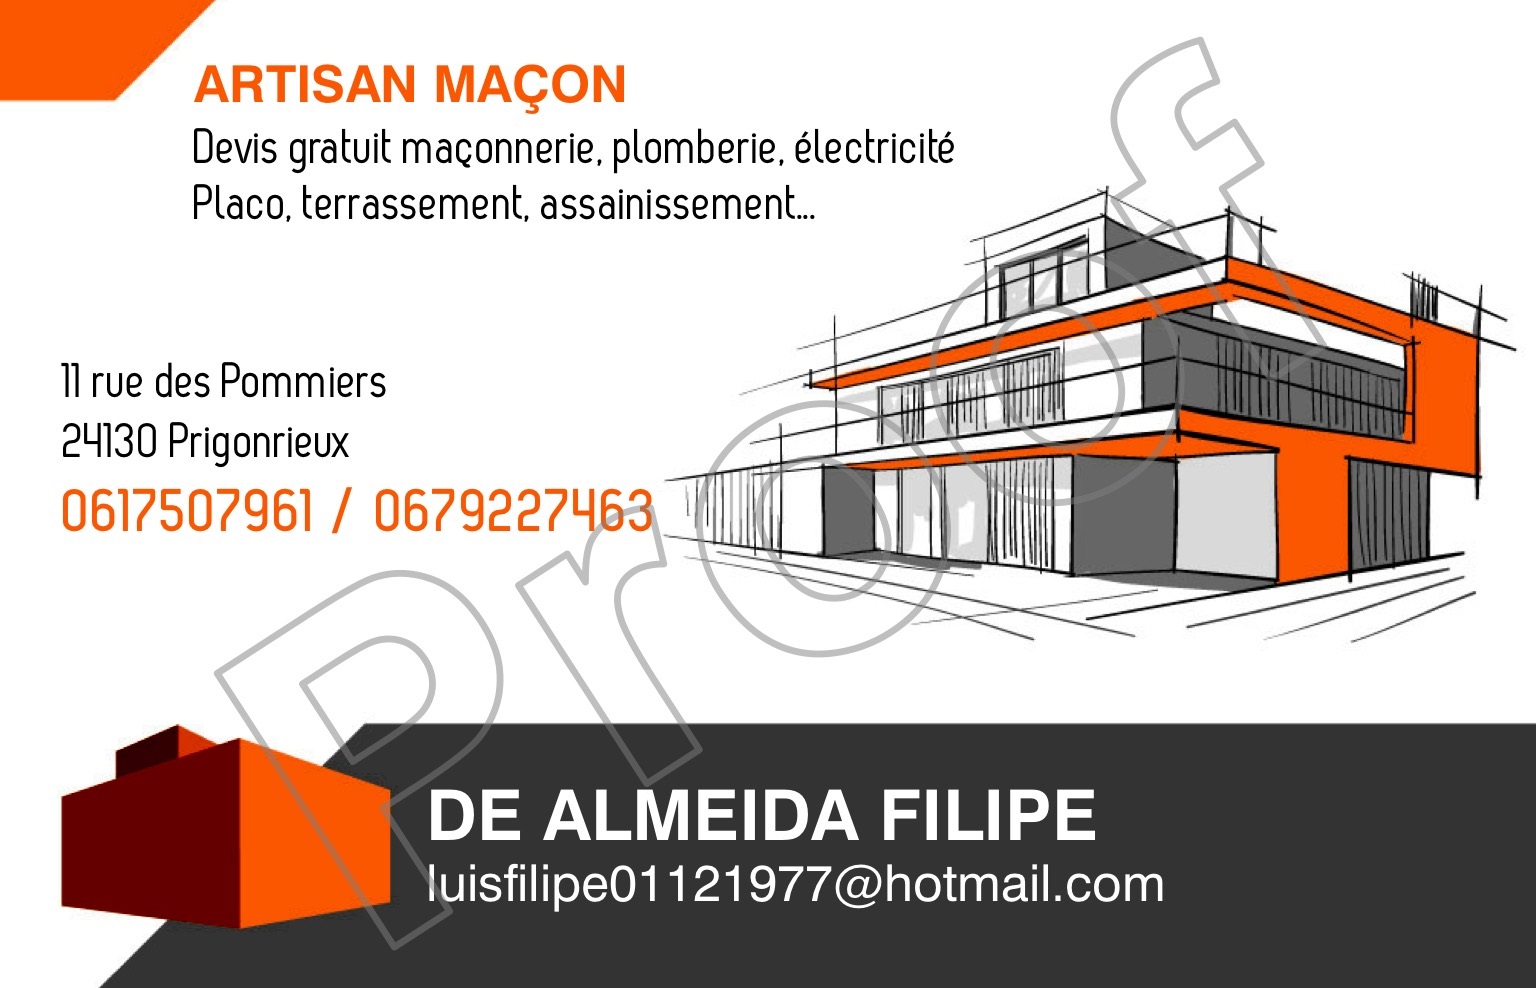 ARTISAN MAÇON
Devis gratuit maçonnerie, plomberie, électricité
Placo, terrassement, assainissement...
11 rue des Pommiers
24130 Prigonrieux
0617507961 / 0679227463
Proof
DE ALMEIDA FILIPE
luisfilipe01121977@hotmail.com